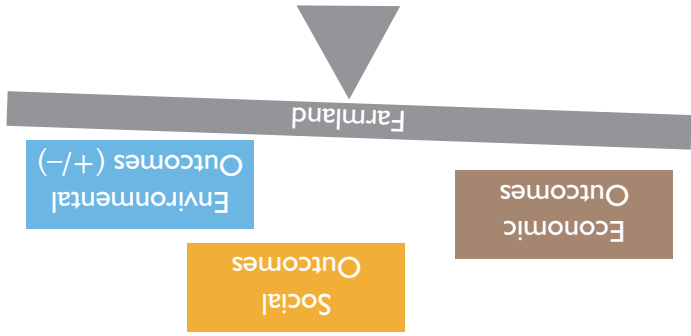 Social
Outcomes
Economic
Outcomes
Environmental
Outcomes (+/–)
Farmland